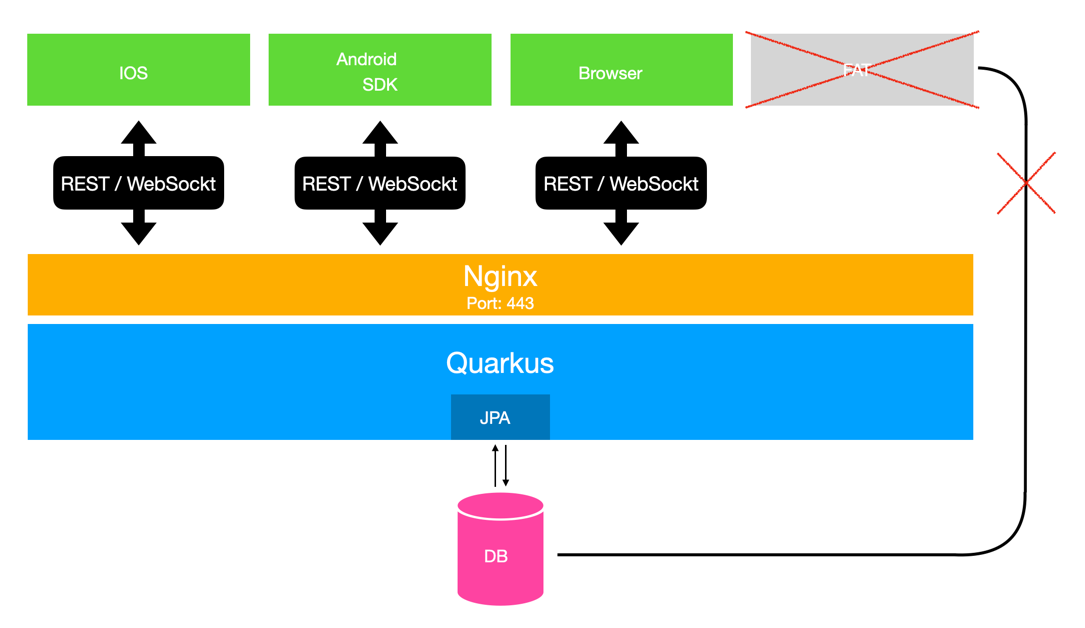 IOS
Android
SDK
Browser
FAT
REST / WebSockt
REST / WebSockt
REST / WebSockt
Nginx
Port: 443
Quarkus
JPA
DB